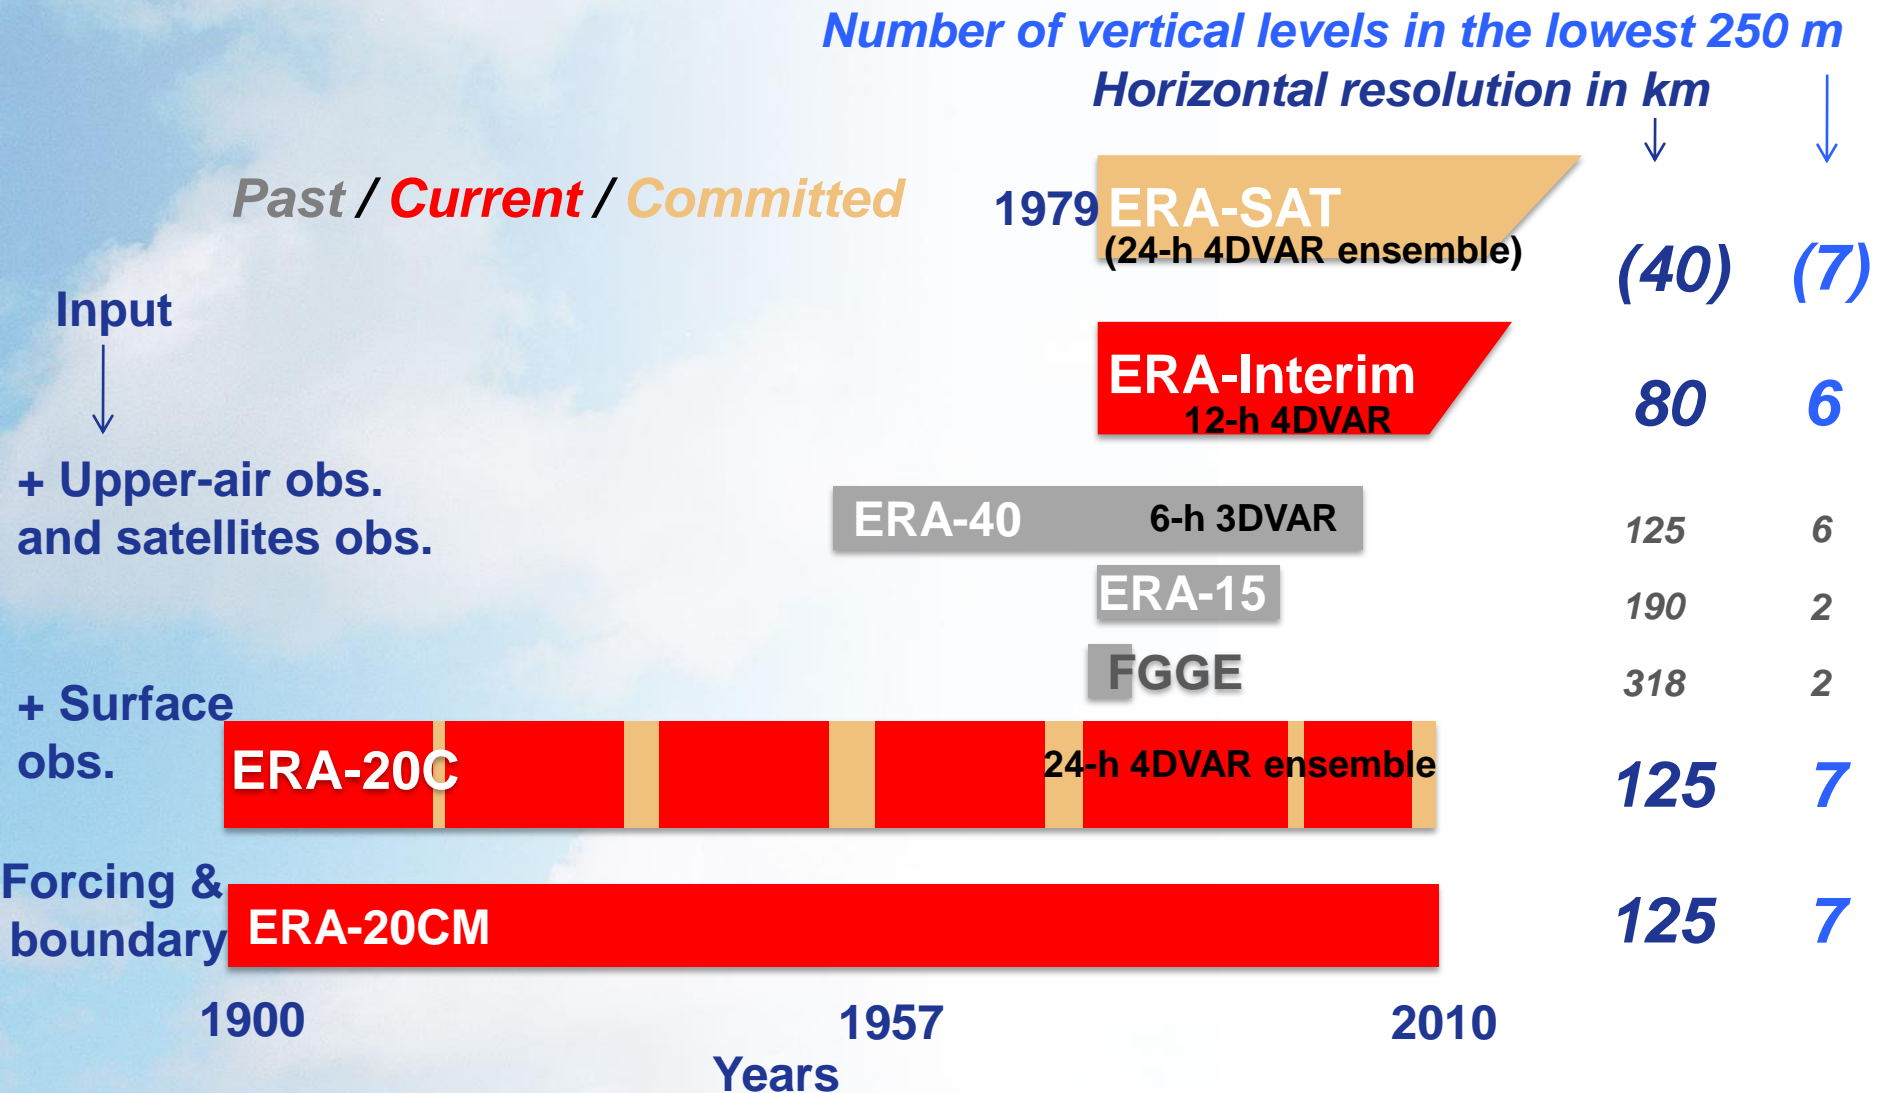 Number of vertical levels in the lowest 250 m
Horizontal resolution in km
Past / Current / Committed
1979 ERA-SAT
(24-h 4DVAR ensemble)
(40) (7)
Input
ERA-Interim
12-h 4DVAR
80 6
+ Upper-air obs.
and satellites obs.
ERA-40 6-h 3DVAR 125 6
ERA-15 190 2
FGGE 318 2
+ Surface
obs.
ERA-20C 24-h 4DVAR ensemble 125 7
Forcing &
boundary
ERA-20CM 125 7
1900 1957 2010
Years